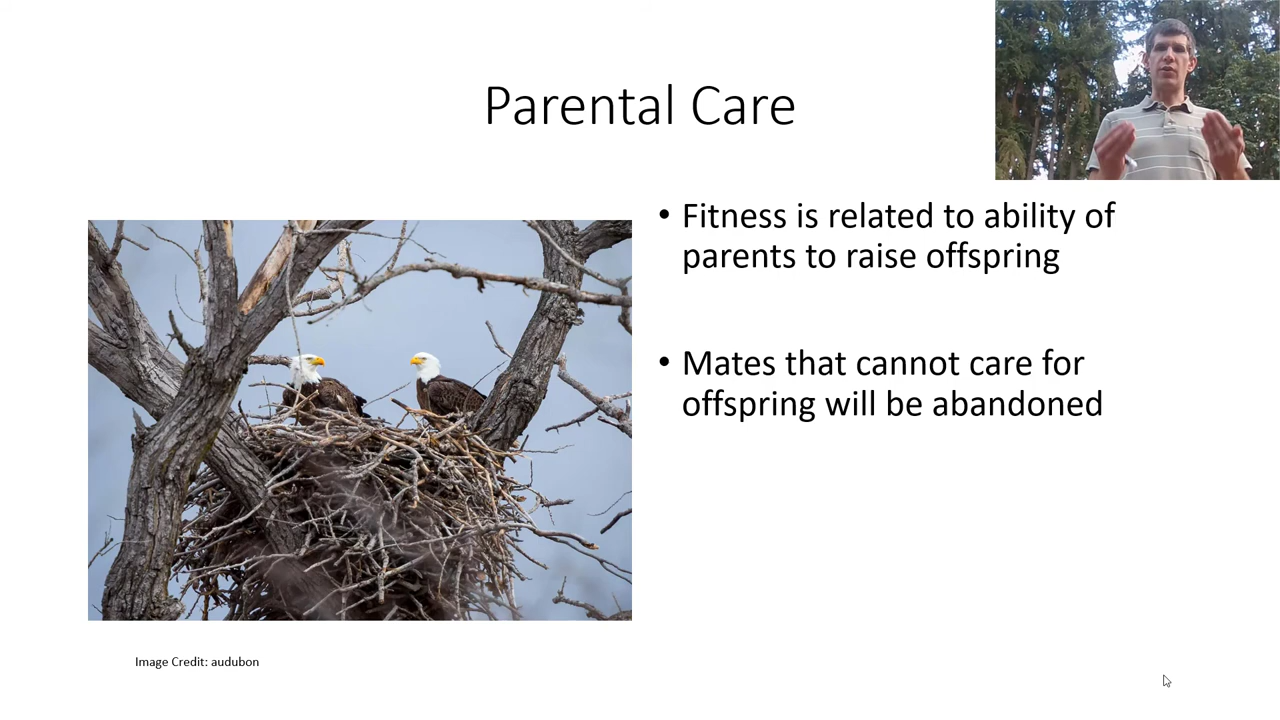 Parental Care
• Fitness is related to ability of
parents to raise offspring
• Mates that cannot care for
offspring will be abandoned
Image Credit: audubon